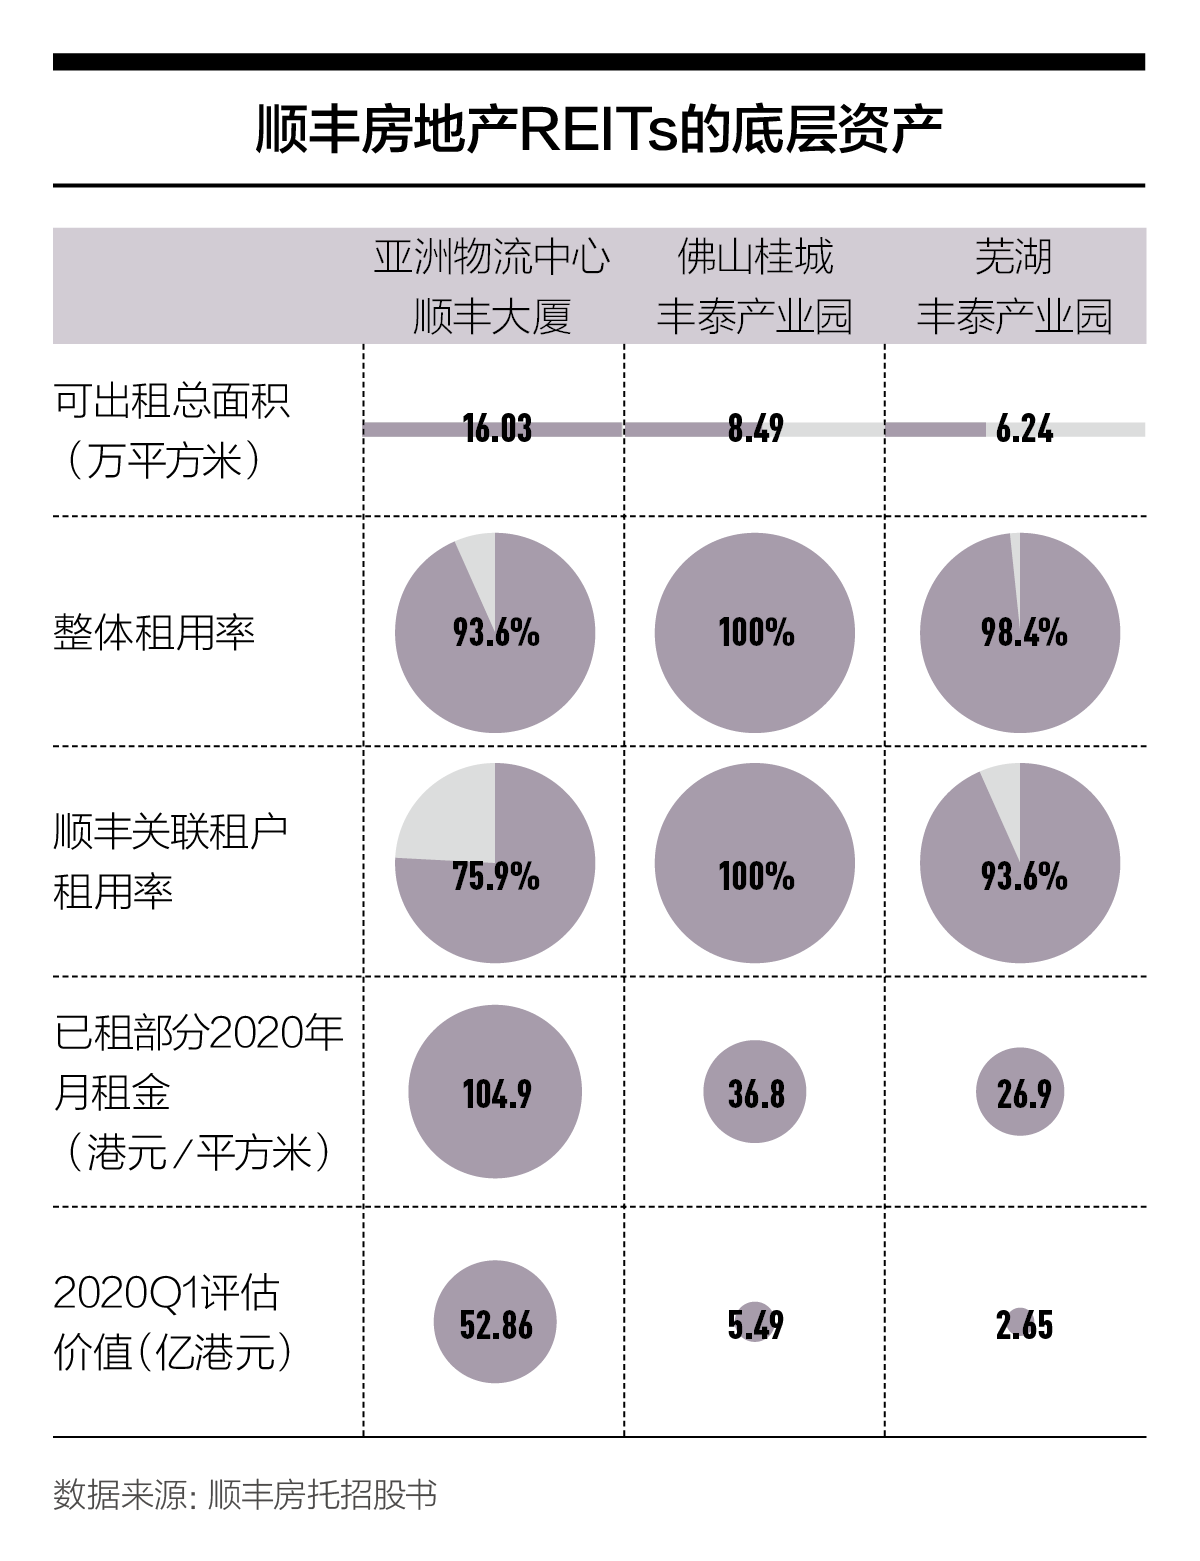 顺丰房地产REITs的底层资产
亚洲物流中心 佛山桂城 芜湖
顺丰大厦 丰泰产业园 丰泰产业园
可出租总面积
（万平方米）
16.03 8.49 6.24
整体租用率
93.6% 100% 98.4%
顺丰关联租户
租用率
75.9% 100% 93.6%
已租部分2020年
月租金
（港元/平方米）
104.9 36.8 26.9
2020Q1评估
价值(亿港元)
52.86 5.49 2.65
数据来源: 顺丰房托招股书